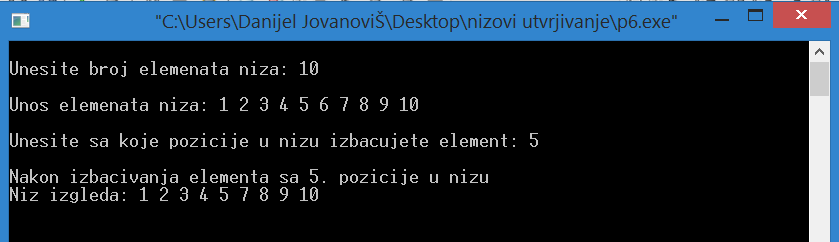 "C:\Users\Danijel JovanoviŠ\Desktop\nizovi utvrjivanje\p6.exe"
Unesite broj elemenata niza: 10
Unos elemenata niza: 1 2 3 4 5 6 7 8 9 10
Unesite sa koje pozicije u nizu izbacujete element: 5
Nakon izbacivanja elementa sa 5. pozicije u nizu
Niz izgleda: 1 2 3 4 5 6 7 8 9 10